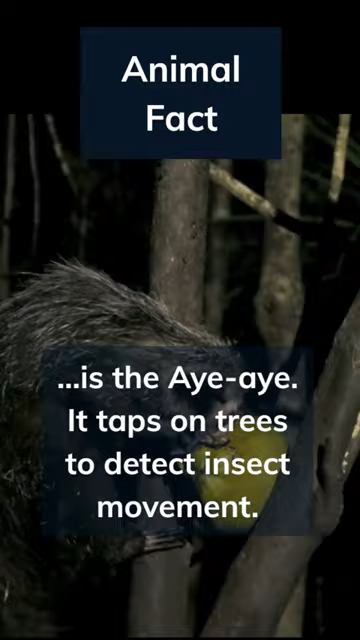 Animal
Fact
...is the Aye-aye.
It taps on trees
to detect insect
movement.